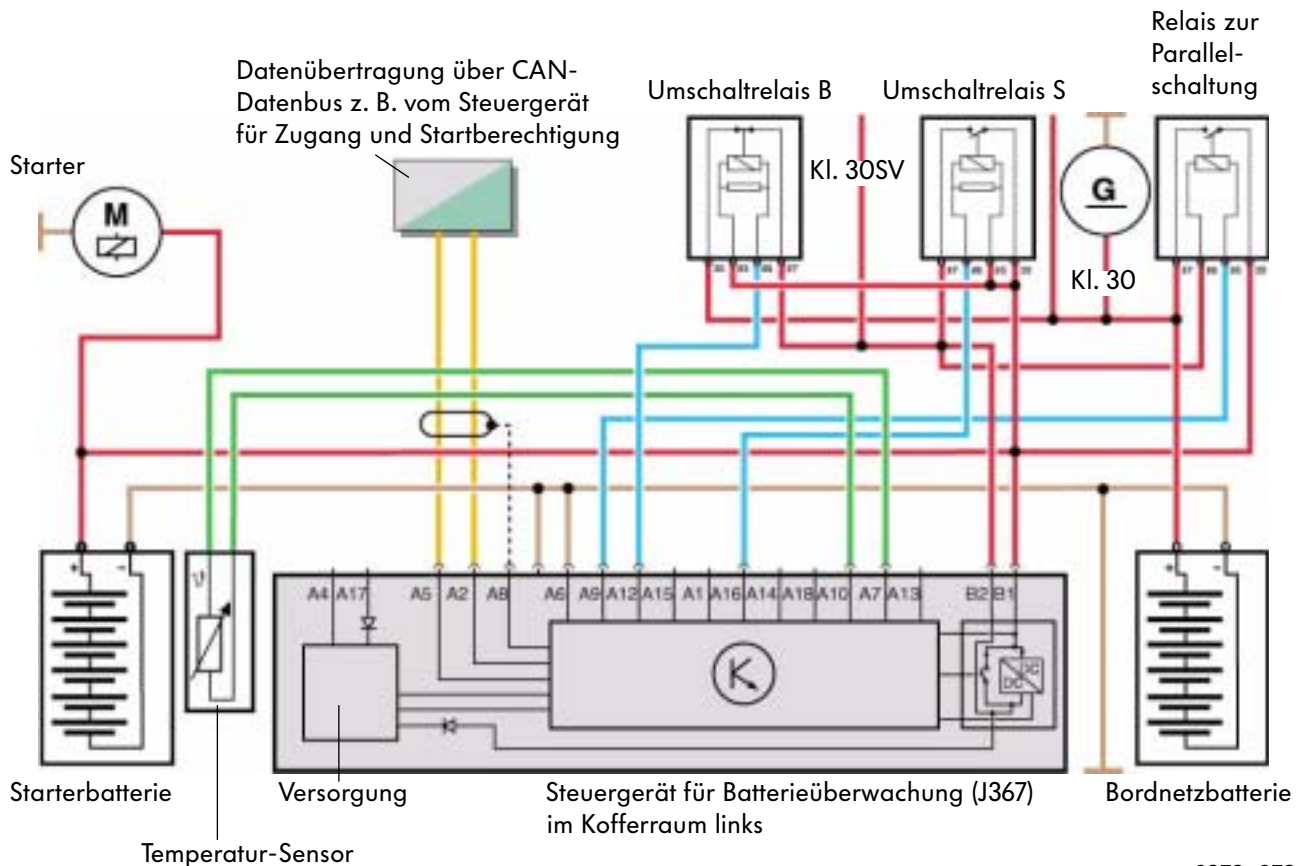 Relais zur
Parallel-
schaltung
Datenübertragung über CAN-
Datenbus z. B. vom Steuergerät
für Zugang und Startberechtigung
Umschaltrelais B
Umschaltrelais S
Starter
M
Kl. 30SV
G
Kl. 30
+ -
ϑ
A4 A17 A5 A2 A8 A6 A9 A12 A15 A1 A16 A14 A18 A10 A7 A13 B2 B1
+ -
DC
DC
Starterbatterie
Versorgung
Steuergerät für Batterieüberwachung (J367)
im Kofferraum links
Bordnetzbatterie
Temperatur-Sensor